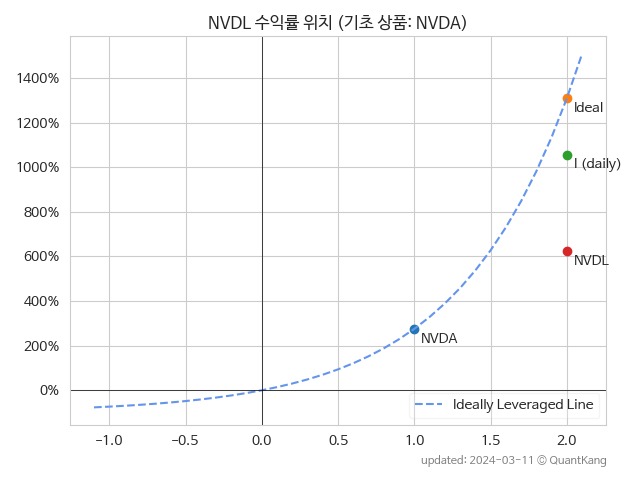 NVDL 수익률 위치 (기초 상품: NVDA)
1400%
1200%
1000%
800%
600%
400%
200%
0%
Ideal
I (daily)
NVDL
NVDA
Ideally Leveraged Line
−1.0
−0.5
0.0
0.5
1.0
1.5
2.0
updated: 2024-03-11 © QuantKang